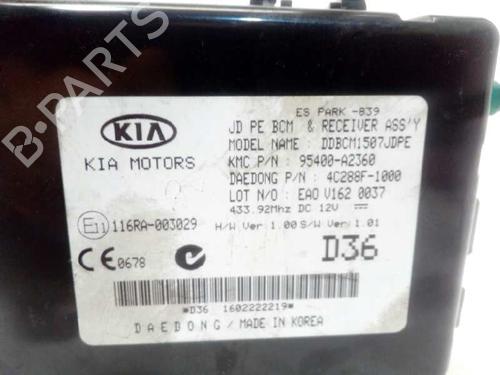 B-PARTS
ES PARK -839
KIA
KIA MOTORS
JD PE BCM & RECEIVER ASS'Y
MODEL NAME : DDBCM1507JDPE
KMC P/N : 95400-A2360
DAEDONG P/N : 4C288F-1000
LOT N/O : EAO V162 0037
433.92Mhz DC 12V
H/W Ver 1.00 S/W Ver 1.01
E11 116RA-003029
CE 0678
D36
*D36 1602222219*
DAEDONG / MADE IN KOREA